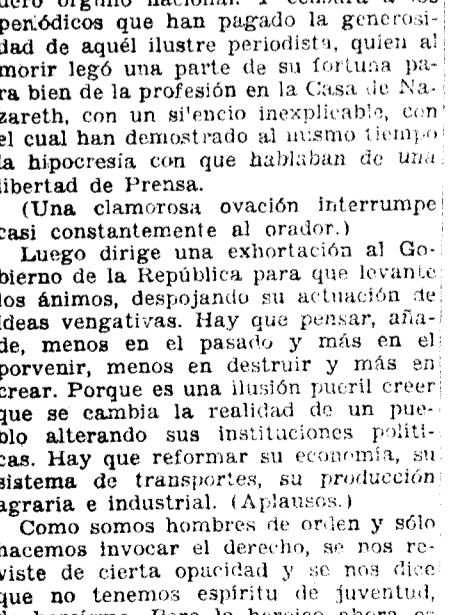 dero orgullo nacional. Y censura a los
periódicos que han pagado la generosi-
dad de aquél ilustre periodista, quien al
morir legó una parte de su fortuna pa-
ra bien de la profesión en la Casa de Na-
zareth, con un si'encio inexplicable, con
el cual han demostrado al mismo tiempo
la hipocresía con que hablaban de una
libertad de Prensa.
(Una clamorosa ovación interrumpe
casi constantemente al orador.)
Luego dirige una exhortación al Go-
bierno de la República para que levante
los ánimos, despojando su actuación de
ideas vengativas. Hay que pensar, aña-
de, menos en el pasado y más en el
porvenir, menos en destruir y más en
crear. Porque es una ilusión pueril creer
que se cambia la realidad de un pue-
blo alterando sus instituciones políti-
cas. Hay que reformar su economía, su
sistema de transportes, su producción
agraria e industrial. (Aplausos.)
Como somos hombres de orden y sólo
hacemos invocar el derecho, se nos re-
viste de cierta opacidad y se nos dice
que no tenemos espíritu de juventud,